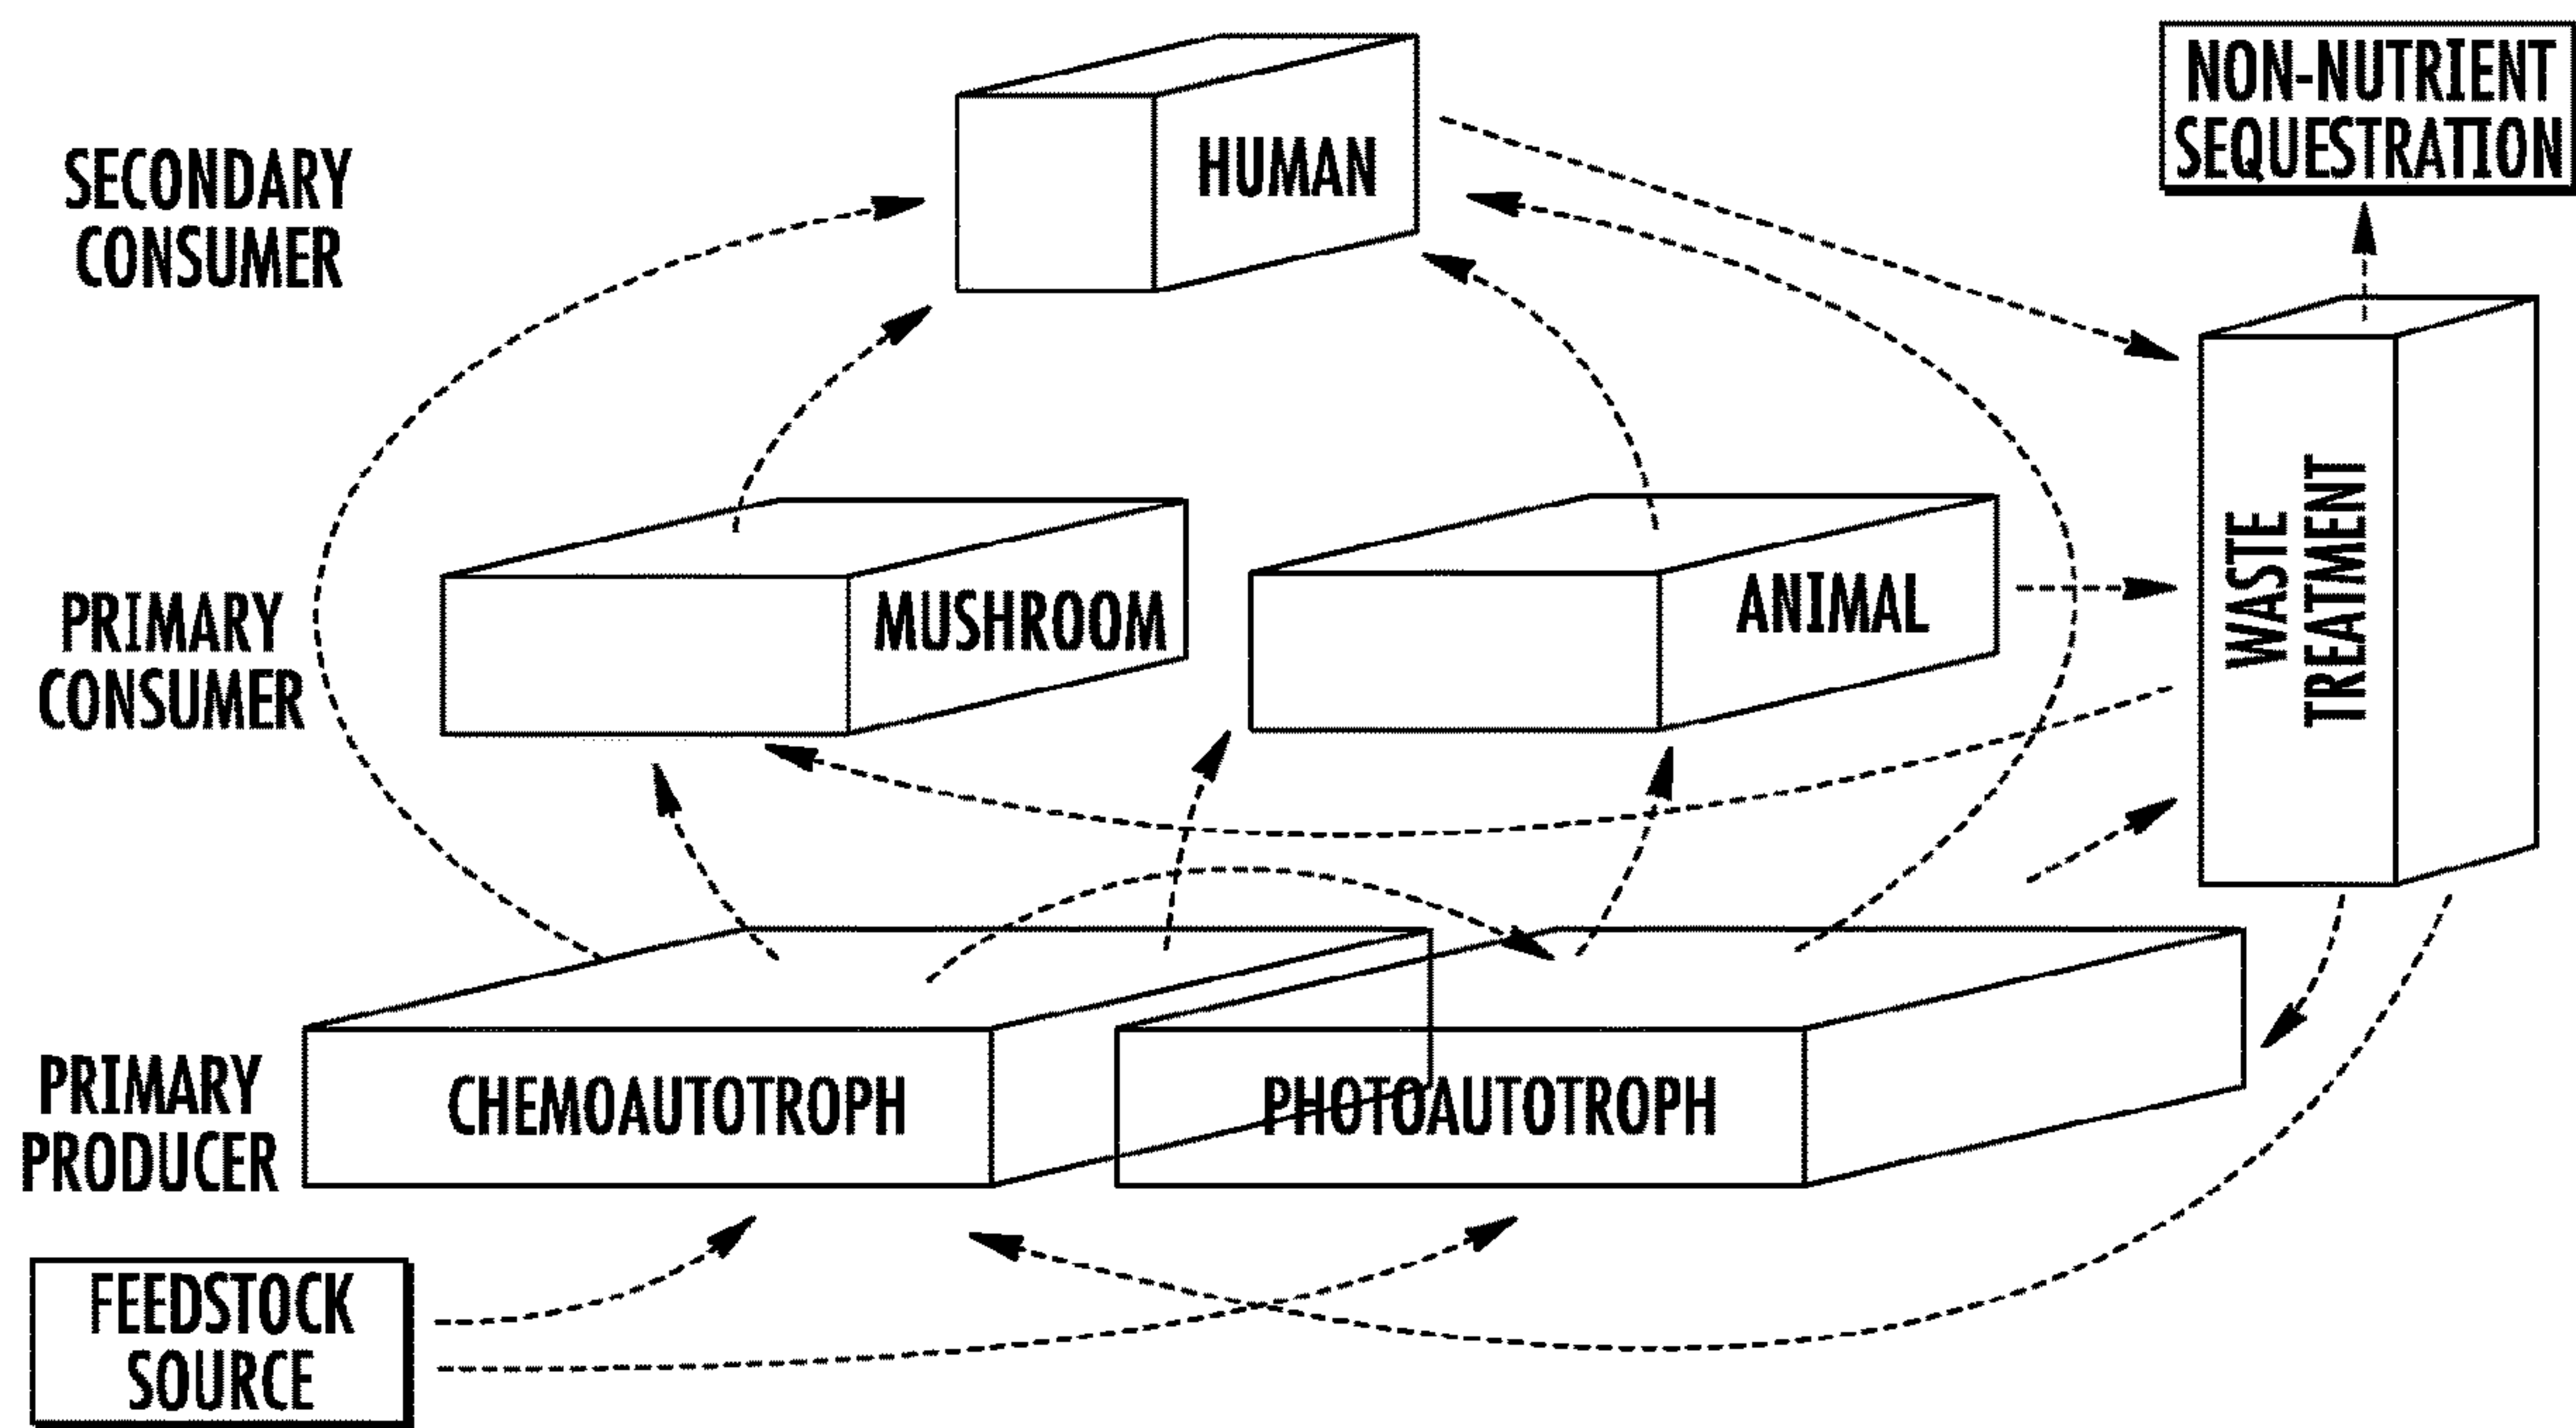 NON-NUTRIENT
SEQUESTRATION
HUMAN
SECONDARY
CONSUMER
PRIMARY
CONSUMER
MUSHROOM
ANIMAL
WASTE
TREATMENT
PRIMARY
PRODUCER
CHEMOAUTOTROPH
PHOTOAUTOTROPH
FEEDSTOCK
SOURCE